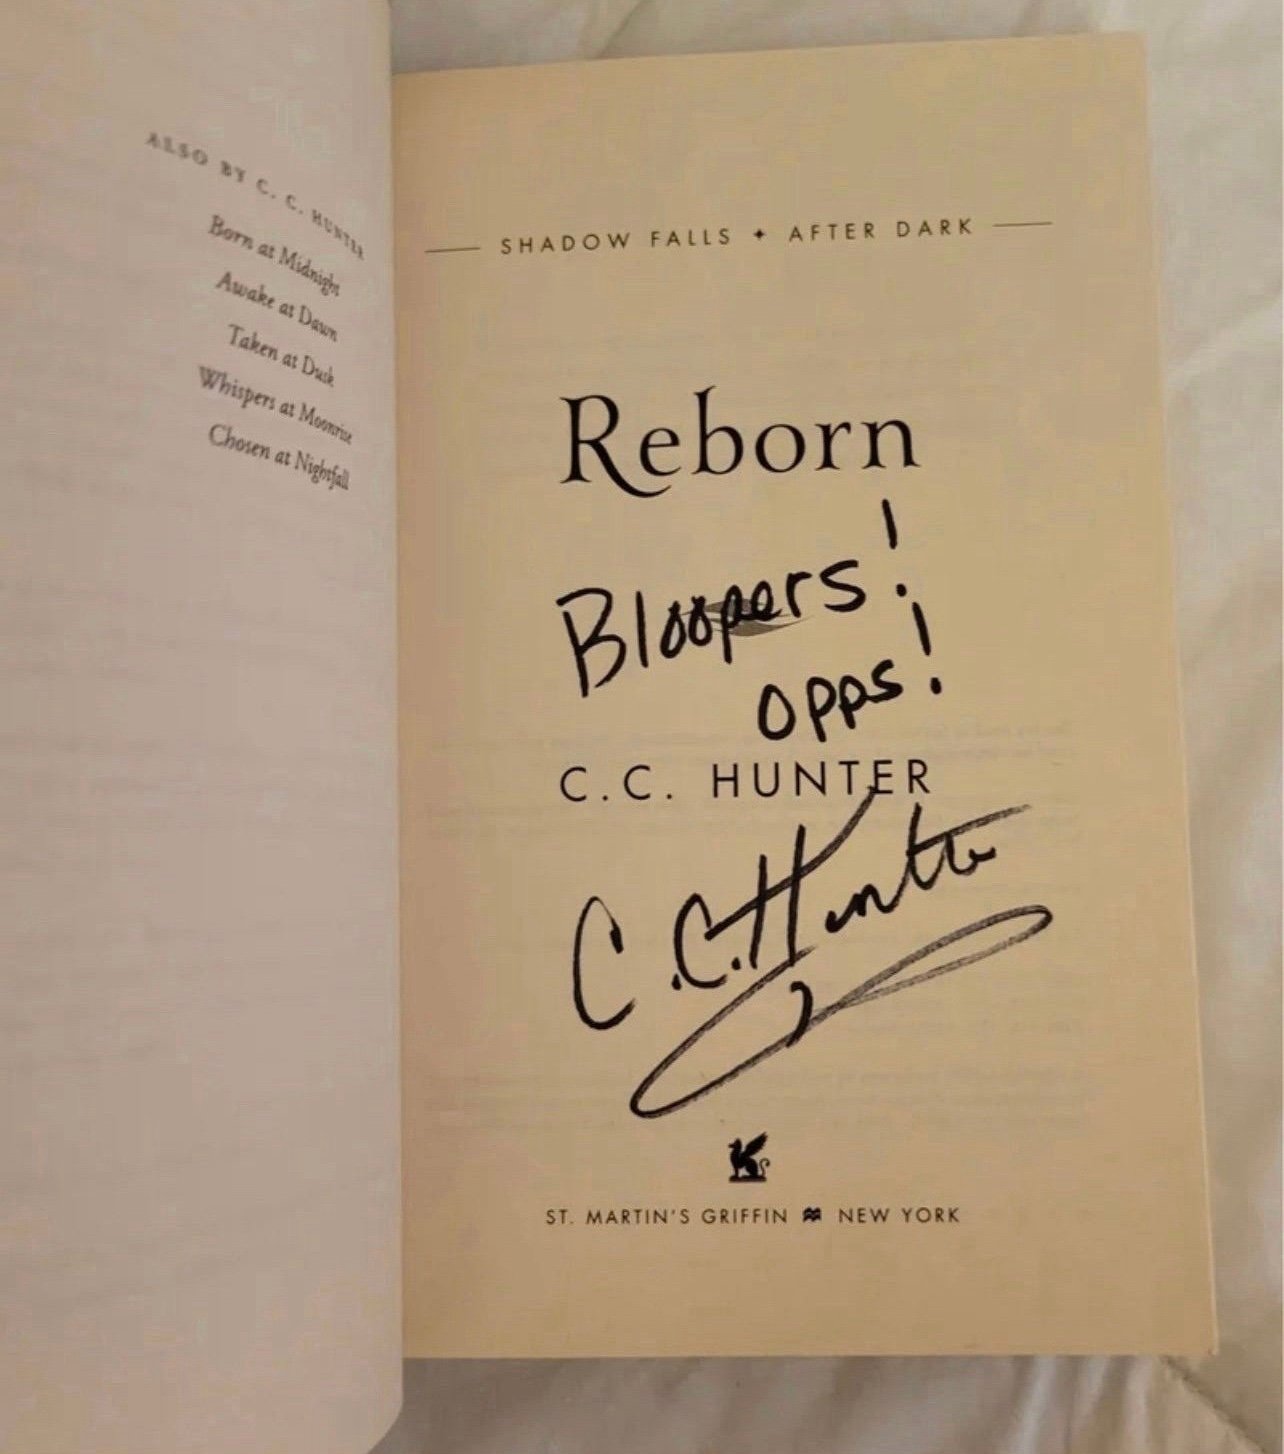 ALSO BY C. C. HUNTER
Born at Midnight
Awake at Dawn
Taken at Dusk
Whispers at Moonrise
Chosen at Nightfall
SHADOW FALLS ✦ AFTER DARK
Reborn
Bloopers!
opps!
C.C. HUNTER
C.C. Hunter
ST. MARTIN'S GRIFFIN NEW YORK